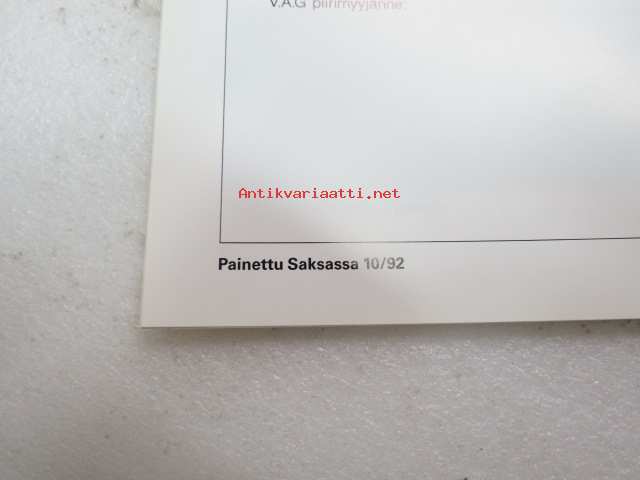 V.A.G piirimyyjänne:
Antikvariaatti.net
Painettu Saksassa 10/92